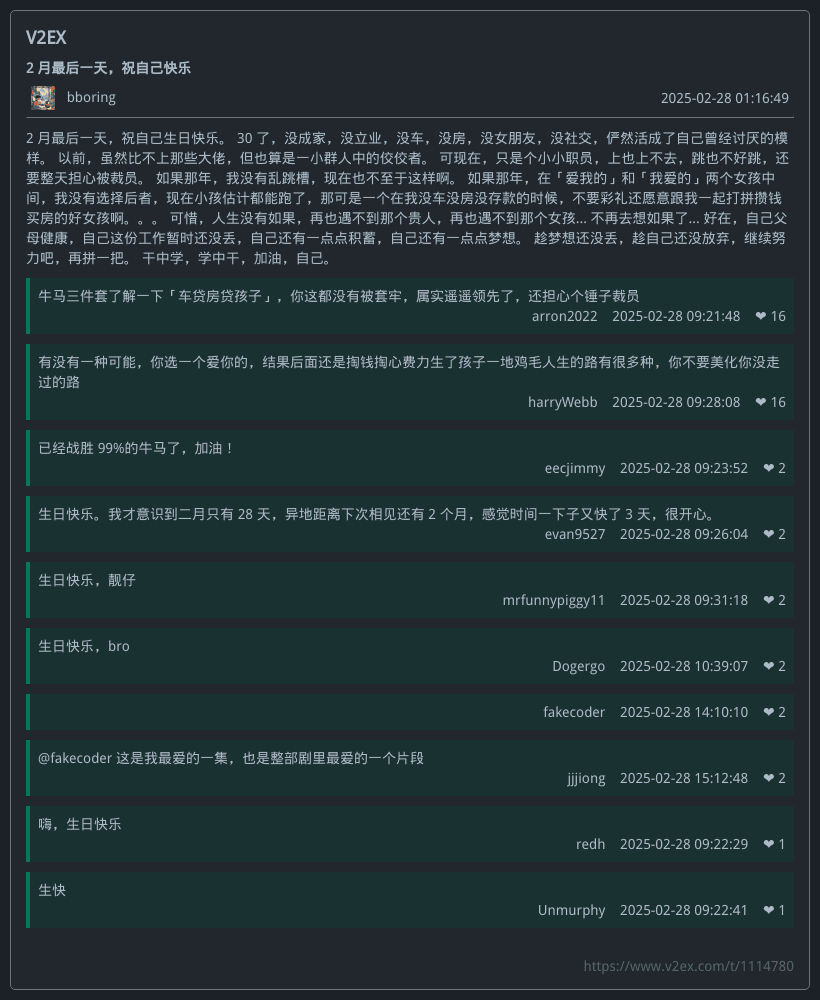 V2EX
2 月最后一天，祝自己快乐
bboring 2025-02-28 01:16:49
2 月最后一天，祝自己生日快乐。 30 了，没成家，没立业，没车，没房，没女朋友，没社交，俨然活成了自己曾经讨厌的模
样。 以前，虽然比不上那些大佬，但也算是一小群人中的佼佼者。 可现在，只是个小小职员，上也上不去，跳也不好跳，还
要整天担心被裁员。 如果那年，我没有乱跳槽，现在也不至于这样啊。 如果那年，在「爱我的」和「我爱的」两个女孩中
间，我没有选择后者，现在小孩估计都能跑了，那可是一个在我没车没房没存款的时候，不要彩礼还愿意跟我一起打拼攒钱
买房的好女孩啊。。。 可惜，人生没有如果，再也遇不到那个贵人，再也遇不到那个女孩... 不再去想如果了... 好在，自己父
母健康，自己这份工作暂时还没丢，自己还有一点点积蓄，自己还有一点点梦想。 趁梦想还没丢，趁自己还没放弃，继续努
力吧，再拼一把。 干中学，学中干，加油，自己。
牛马三件套了解一下「车贷房贷孩子」，你这都没有被套牢，属实遥遥领先了，还担心个锤子裁员
arron2022 2025-02-28 09:21:48 ❤ 16
有没有一种可能，你选一个爱你的，结果后面还是掏钱掏心费力生了孩子一地鸡毛人生的路有很多种，你不要美化你没走
过的路
harryWebb 2025-02-28 09:28:08 ❤ 16
已经战胜 99%的牛马了，加油！
eecjimmy 2025-02-28 09:23:52 ❤ 2
生日快乐。我才意识到二月只有 28 天，异地距离下次相见还有 2 个月，感觉时间一下子又快了 3 天，很开心。
evan9527 2025-02-28 09:26:04 ❤ 2
生日快乐，靓仔
mrfunnypiggy11 2025-02-28 09:31:18 ❤ 2
生日快乐，bro
Dogergo 2025-02-28 10:39:07 ❤ 2
fakecoder 2025-02-28 14:10:10 ❤ 2
@fakecoder 这是我最爱的一集，也是整部剧里最爱的一个片段
jjjiong 2025-02-28 15:12:48 ❤ 2
嗨，生日快乐
redh 2025-02-28 09:22:29 ❤ 1
生快
Unmurphy 2025-02-28 09:22:41 ❤ 1
https://www.v2ex.com/t/1114780